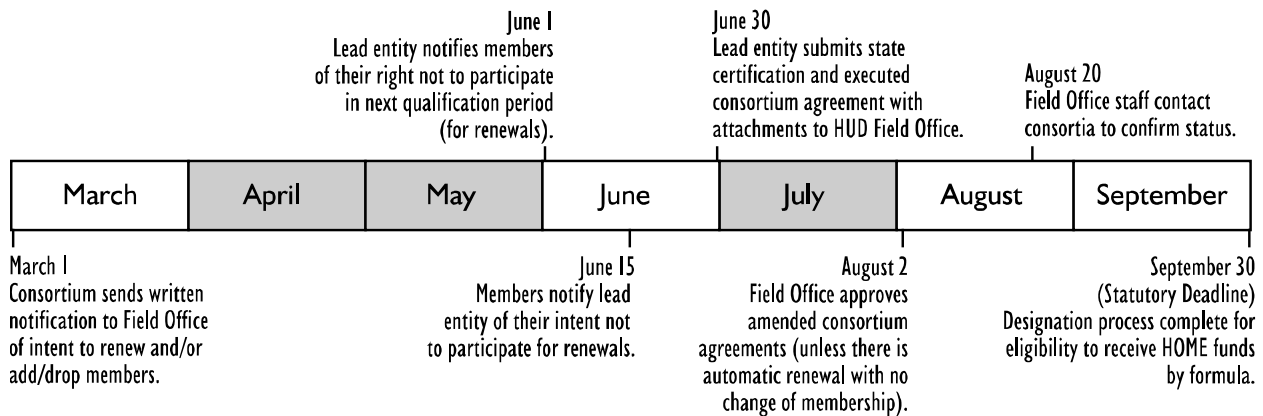 June 1
Lead entity notifies members
of their right not to participate
in next qualification period
(for renewals).
June 30
Lead entity submits state
certification and executed
consortium agreement with
attachments to HUD Field Office.
August 20
Field Office staff contact
consortia to confirm status.
March
April
May
June
July
August
September
March 1
Consortium sends written
notification to Field Office
of intent to renew and/or
add/drop members.
June 15
Members notify lead
entity of their intent not
to participate for renewals.
August 2
Field Office approves
amended consortium
agreements (unless there is
automatic renewal with no
change of membership).
September 30
(Statutory Deadline)
Designation process complete for
eligibility to receive HOME funds
by formula.